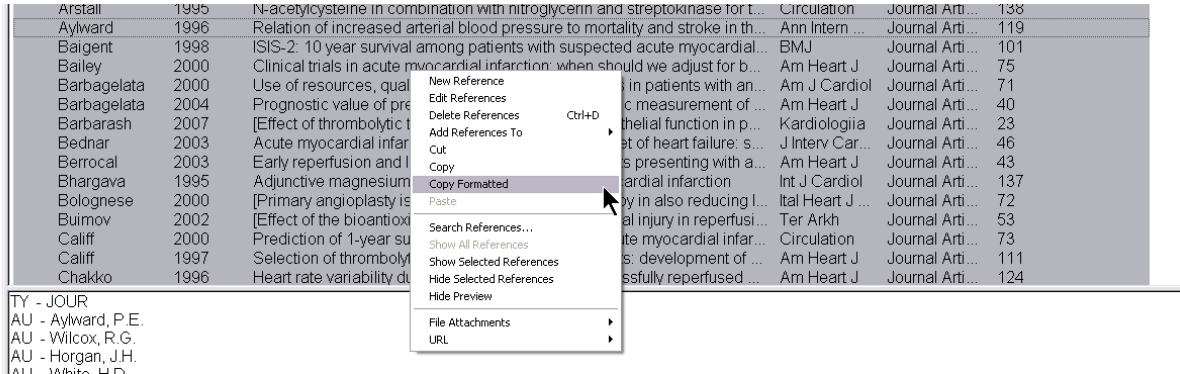 Arstall 1995 N-acetylcysteine in combination with nitroglycerin and streptokinase for t... Circulation Journal Arti... 138
Aylward 1996 Relation of increased arterial blood pressure to mortality and stroke in th... Ann Intern ... Journal Arti... 119
Baigent 1998 ISIS-2: 10 year survival among patients with suspected acute myocardial... BMJ Journal Arti... 101
Bailey 2000 Clinical trials in acute myocardial infarction: when should we adjust for b... Am Heart J Journal Arti... 75
Barbagelata 2000 Use of resources, qual in patients with an... Am J Cardiol Journal Arti... 71
Barbagelata 2004 Prognostic value of pre c measurement of ... Am Heart J Journal Arti... 40
Barbarash 2007 [Effect of thrombolytic t thelial function in p... Kardiologiia Journal Arti... 23
Bednar 2003 Acute myocardial infar et of heart failure: s... J Interv Car... Journal Arti... 46
Berrocal 2003 Early reperfusion and l s presenting with a... Am Heart J Journal Arti... 43
Bhargava 1995 Adjunctive magnesium ardial infarction Int J Cardiol Journal Arti... 137
Bolognese 2000 [Primary angioplasty is y in also reducing l... Ital Heart J ... Journal Arti... 72
Buimov 2002 [Effect of the bioantioxi al injury in reperfusi... Ter Arkh Journal Arti... 53
Califf 2000 Prediction of 1-year su te myocardial infar... Circulation Journal Arti... 73
Califf 1997 Selection of thrombolyt s: development of ... Am Heart J Journal Arti... 111
Chakko 1996 Heart rate variability du ssfully reperfused ... Am Heart J Journal Arti... 124
New Reference
Edit References
Delete References Ctrl+D
Add References To
Cut
Copy
Copy Formatted
Paste
Search References...
Show All References
Show Selected References
Hide Selected References
Hide Preview
File Attachments
URL
TY - JOUR
AU - Aylward, P.E.
AU - Wilcox, R.G.
AU - Horgan, J.H.
AU - White, H.D.